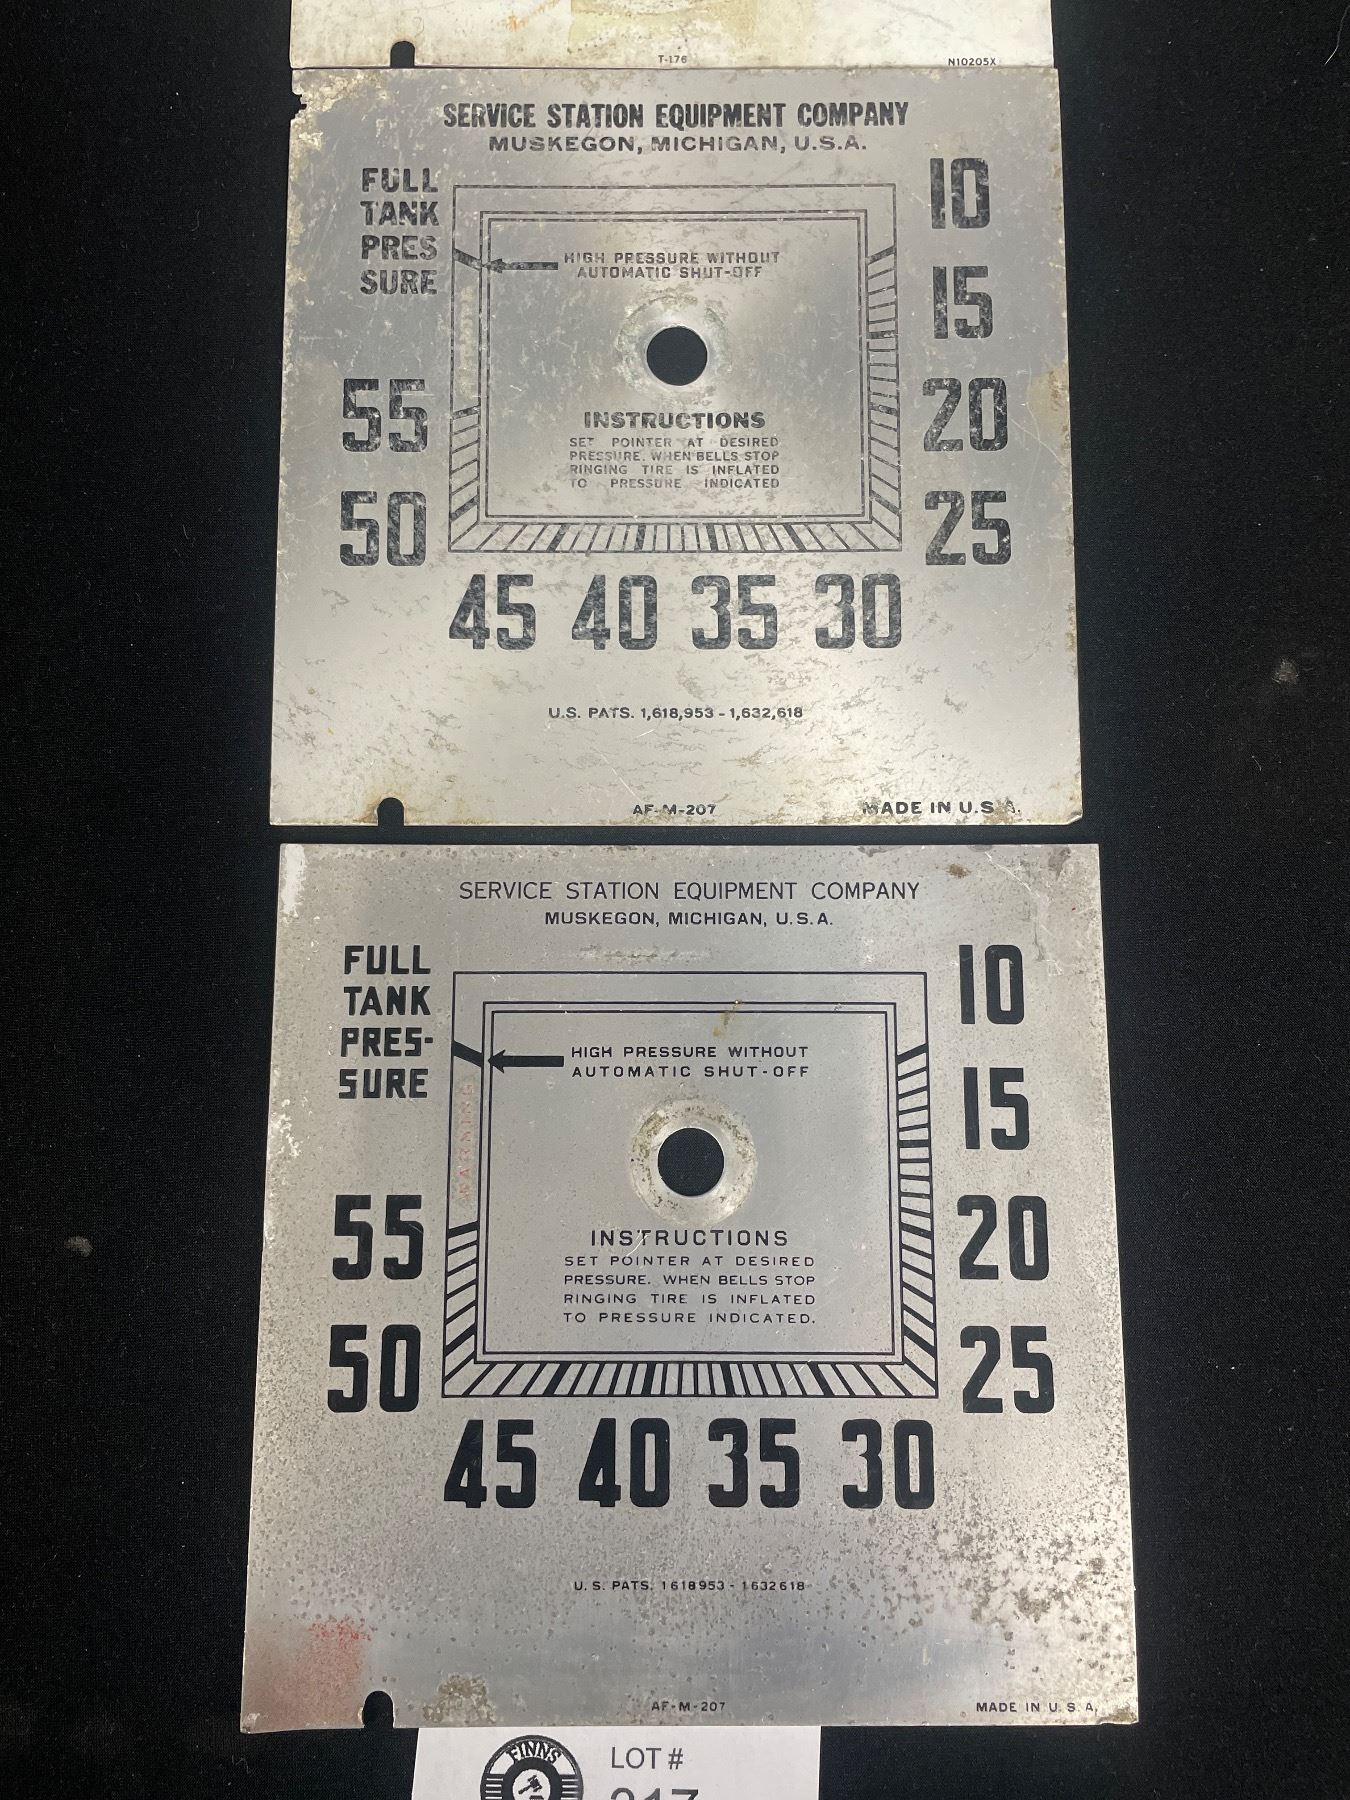 T-176 N10205X
SERVICE STATION EQUIPMENT COMPANY
MUSKEGON, MICHIGAN, U.S.A.
FULL
TANK
PRES
SURE
10
HIGH PRESSURE WITHOUT
AUTOMATIC SHUT-OFF
15
55
20
INSTRUCTIONS
SET POINTER AT DESIRED
PRESSURE. WHEN BELLS STOP
RINGING TIRE IS INFLATED
TO PRESSURE INDICATED
50
25
45 40 35 30
U.S. PATS. 1,618,953 - 1,632,618
AF-M-207 MADE IN U.S.A.
SERVICE STATION EQUIPMENT COMPANY
MUSKEGON, MICHIGAN, U.S.A.
FULL
TANK
PRES-
SURE
10
HIGH PRESSURE WITHOUT
AUTOMATIC SHUT-OFF
15
WARNING
55
20
INSTRUCTIONS
SET POINTER AT DESIRED
PRESSURE. WHEN BELLS STOP
RINGING TIRE IS INFLATED
TO PRESSURE INDICATED.
50
25
45 40 35 30
U.S. PATS. 1618953 - 1632618
AF-M-207 MADE IN U.S.A.
FINNS
LOT #